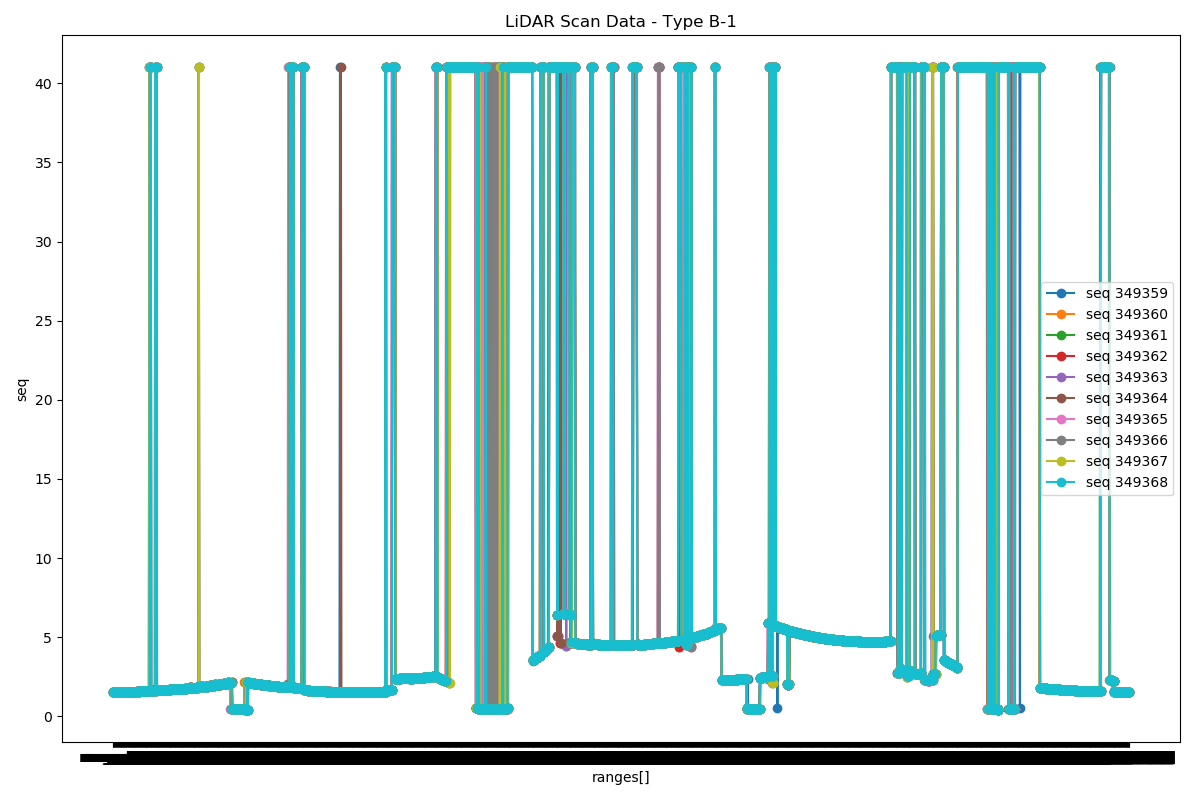 LiDAR Scan Data - Type B-1
40
35
30
25
20
15
10
5
0
seq
seq 349359
seq 349360
seq 349361
seq 349362
seq 349363
seq 349364
seq 349365
seq 349366
seq 349367
seq 349368
ranges[]